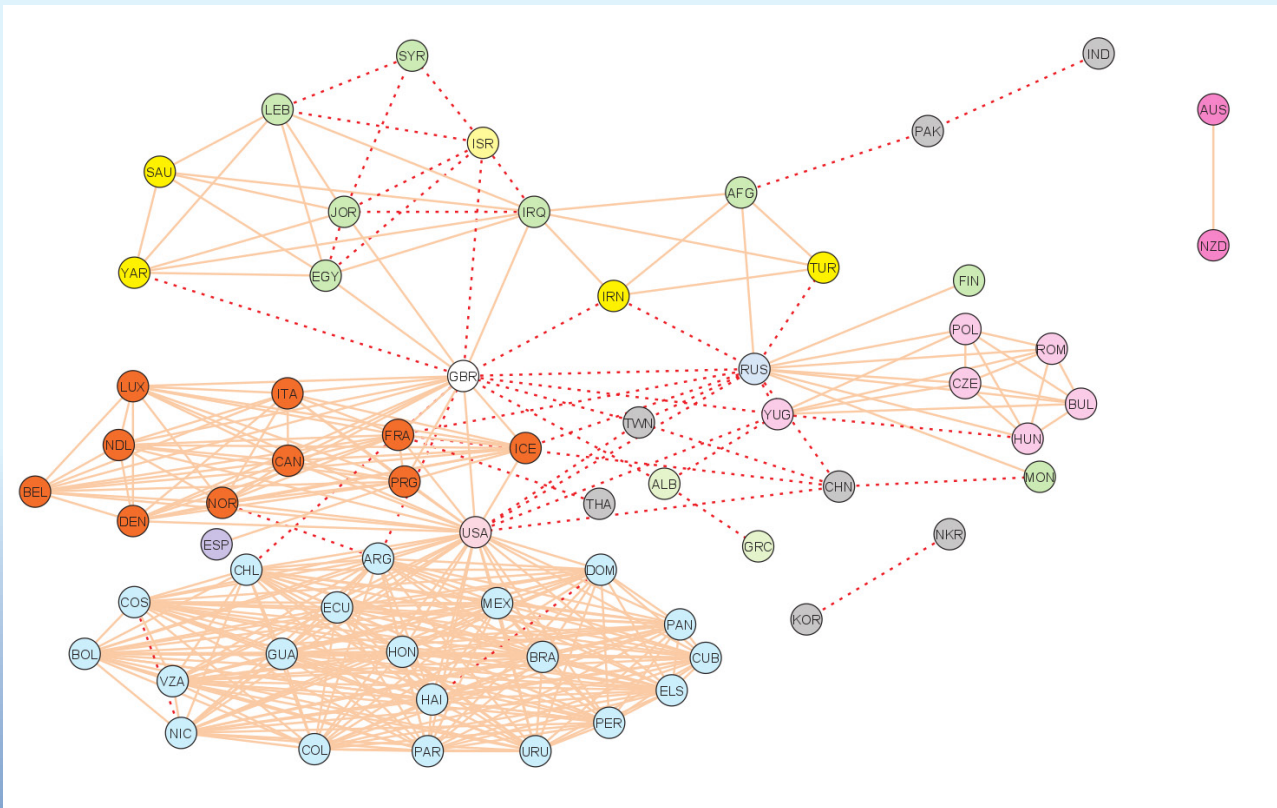 SYR
IND
LEB
AUS
PAK
ISR
SAU
AFG
JOR
IRQ
NZD
YAR
EGY
TUR
FIN
IRN
POL
ROM
RUS
GBR
LUX
ITA
CZE
BUL
YUG
TWN
FRA
HUN
NDL
ICE
CAN
MON
PRG
ALB
CHN
BEL
NOR
THA
DEN
USA
NKR
ESP
GRC
ARG
CHL
DOM
COS
ECU
MEX
KOR
PAN
BOL
GUA
HON
BRA
CUB
VZA
ELS
HAI
PER
NIC
COL
PAR
URU